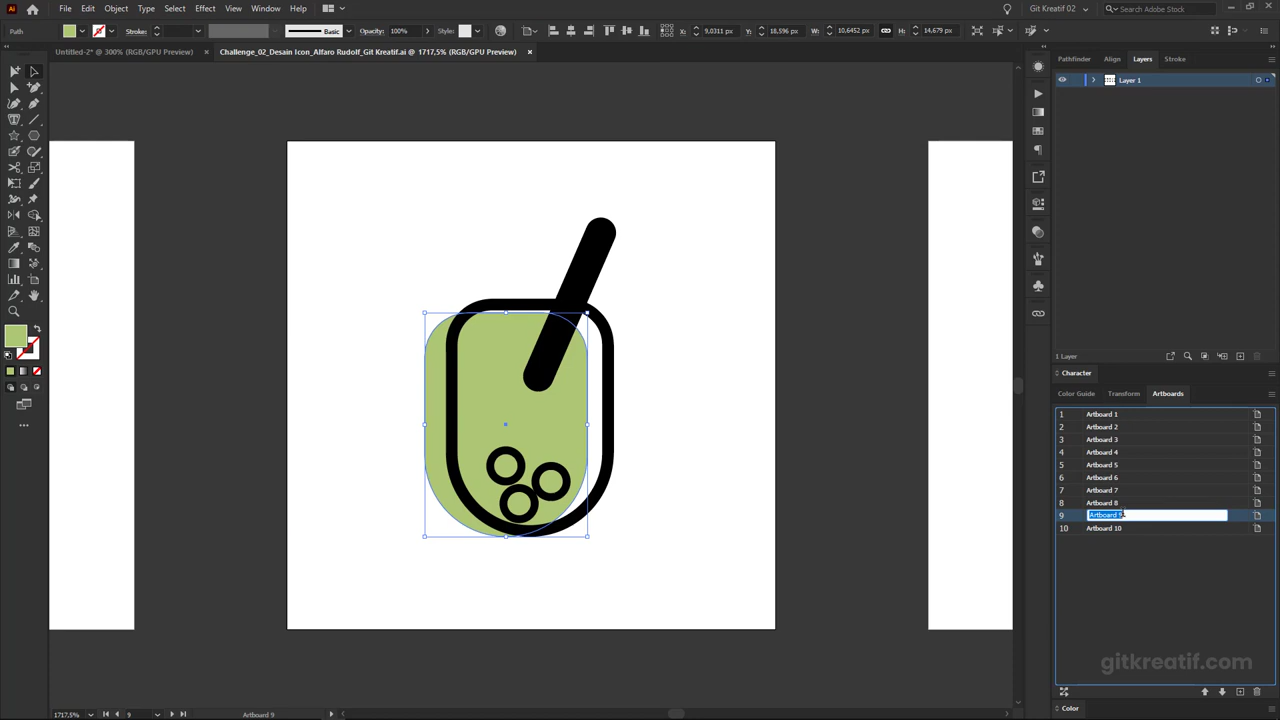 Ai File Edit Object Type Select Effect View Window Help Git Kreatif 02 Search Adobe Stock
Path Stroke: Basic Opacity: 100% Style: X: 9,0311 px Y: 18,596 px W: 10,6452 px H: 14,679 px
Untitled-2* @ 300% (RGB/GPU Preview) × Challenge_02_Desain Icon_Alfaro Rudolf_Git Kreatif.ai @ 1717,5% (RGB/GPU Preview) ×
Pathfinder Align Layers Stroke
Layer 1
1 Layer
Character
Color Guide Transform Artboards
1 Artboard 1
2 Artboard 2
3 Artboard 3
4 Artboard 4
5 Artboard 5
6 Artboard 6
7 Artboard 7
8 Artboard 8
9 Artboard 9
10 Artboard 10
gitkreatif.com
Color
1717,5% 9 Artboard 9